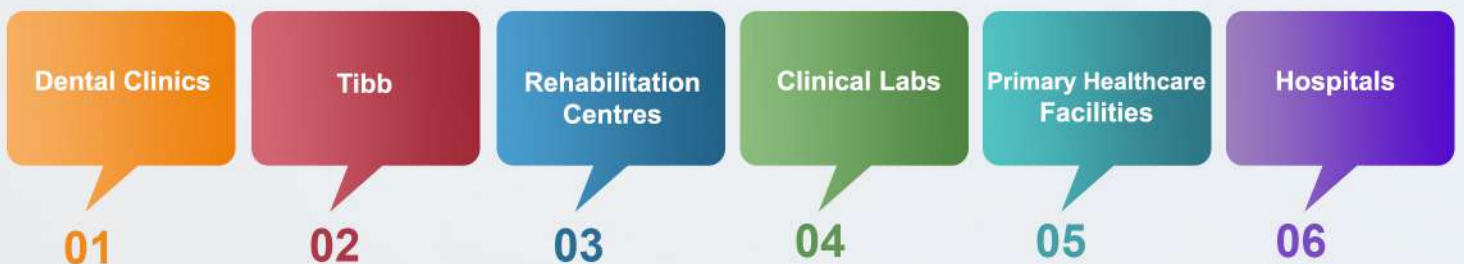 Dental Clinics
Tibb
Rehabilitation
Centres
Clinical Labs
Primary Healthcare
Facilities
Hospitals
01
02
03
04
05
06